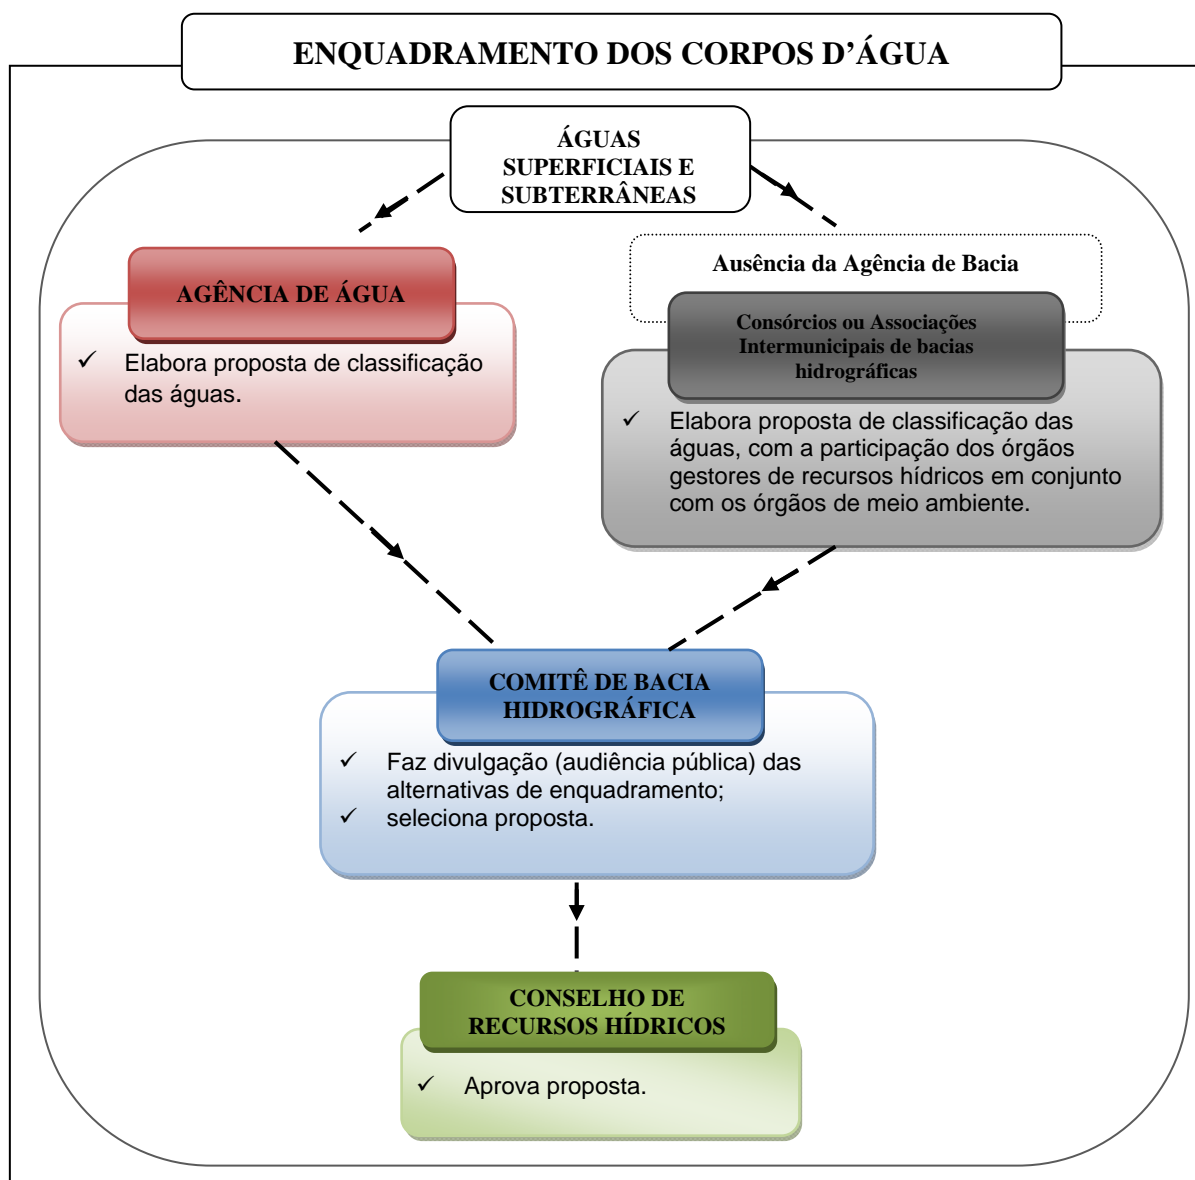 ENQUADRAMENTO DOS CORPOS D’ÁGUA
ÁGUAS
SUPERFICIAIS E
SUBTERRÂNEAS
AGÊNCIA DE ÁGUA
✓ Elabora proposta de classificação
das águas.
Ausência da Agência de Bacia
Consórcios ou Associações
Intermunicipais de bacias
hidrográficas
✓ Elabora proposta de classificação das
águas, com a participação dos órgãos
gestores de recursos hídricos em conjunto
com os órgãos de meio ambiente.
COMITÊ DE BACIA
HIDROGRÁFICA
✓ Faz divulgação (audiência pública) das
alternativas de enquadramento;
✓ seleciona proposta.
CONSELHO DE
RECURSOS HÍDRICOS
✓ Aprova proposta.